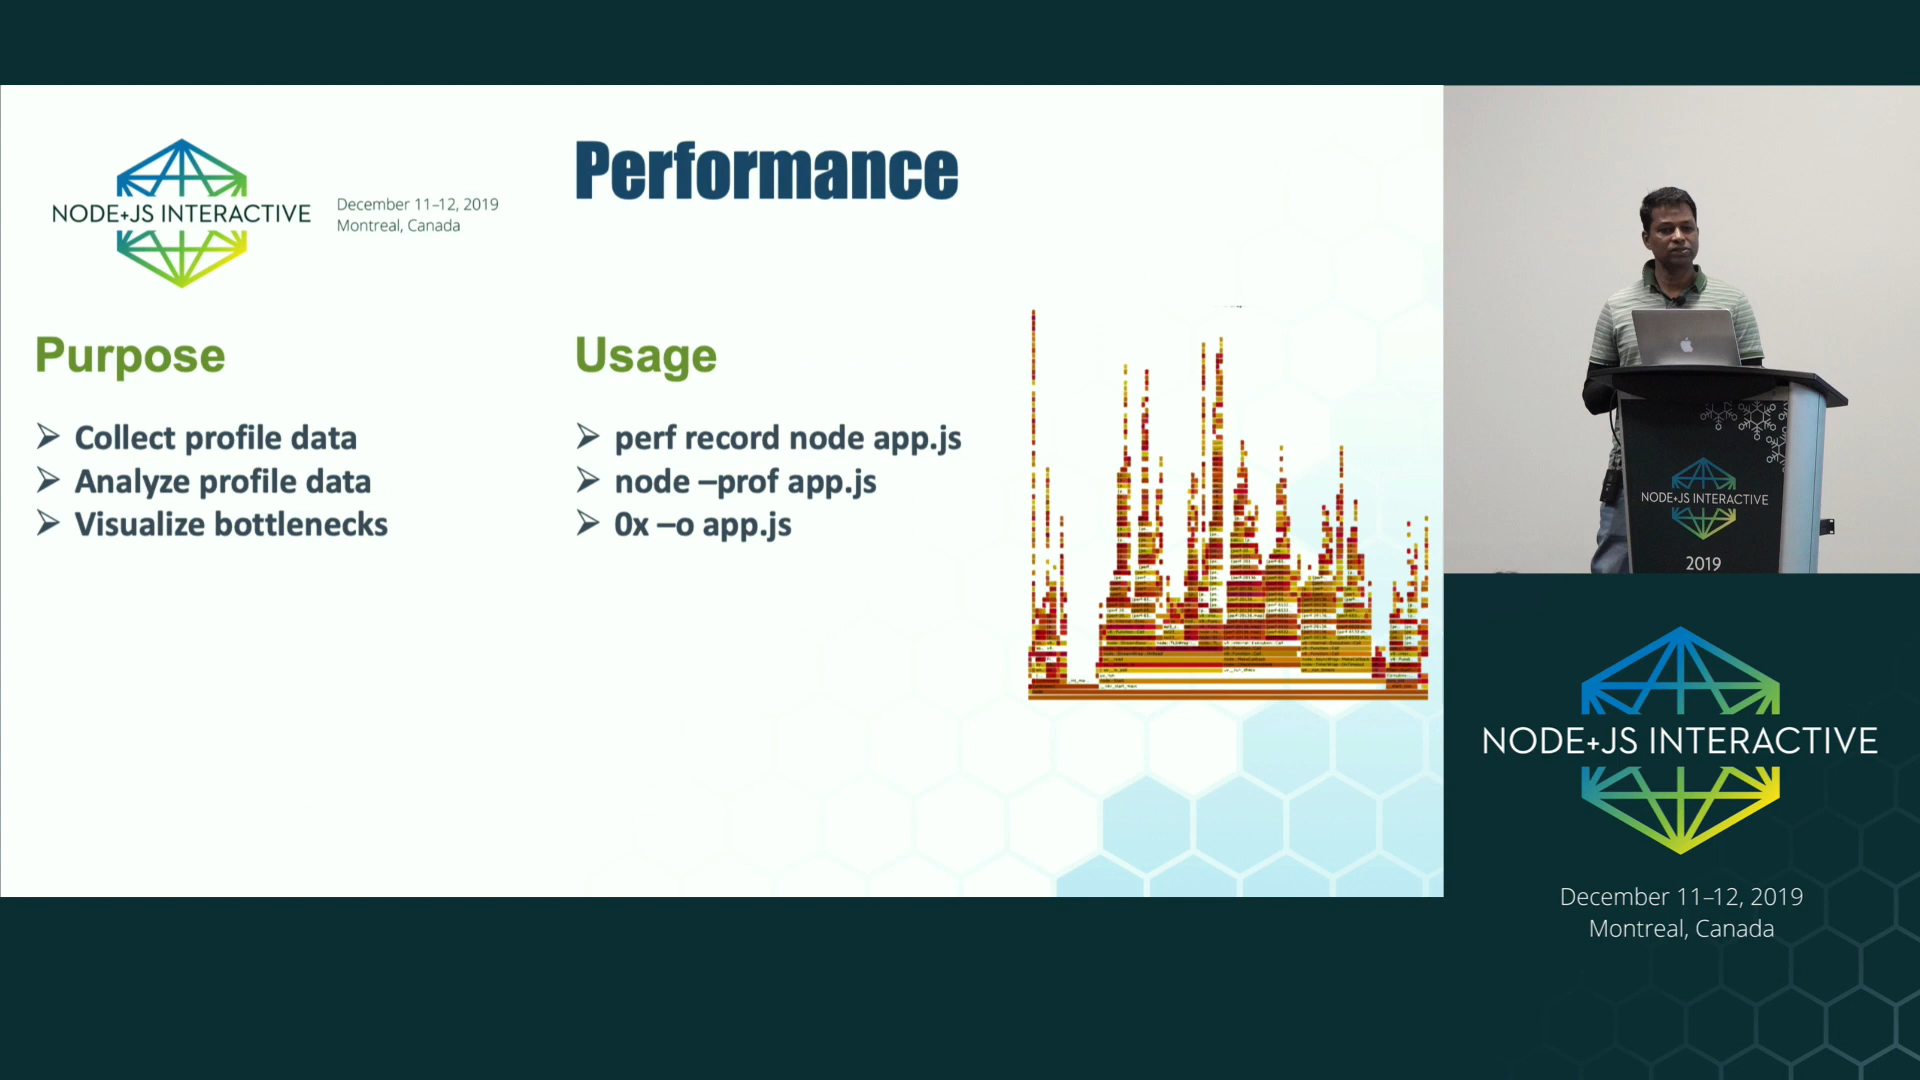 Performance
NODE+JS INTERACTIVE
December 11–12, 2019
Montreal, Canada
Purpose
➢ Collect profile data
➢ Analyze profile data
➢ Visualize bottlenecks
Usage
➢ perf record node app.js
➢ node –prof app.js
➢ 0x –o app.js
NODE+JS INTERACTIVE
2019
NODE+JS INTERACTIVE
December 11–12, 2019
Montreal, Canada